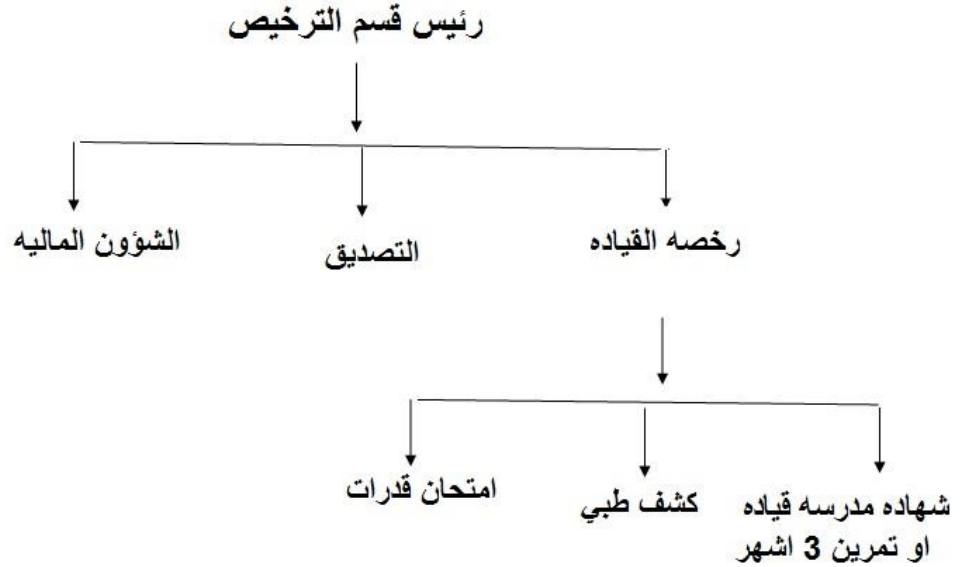 رئيس قسم الترخيص
رخصه القياده
التصديق
الشؤون الماليه
شهاده مدرسه قياده
او تمرين 3 اشهر
كشف طبي
امتحان قدرات